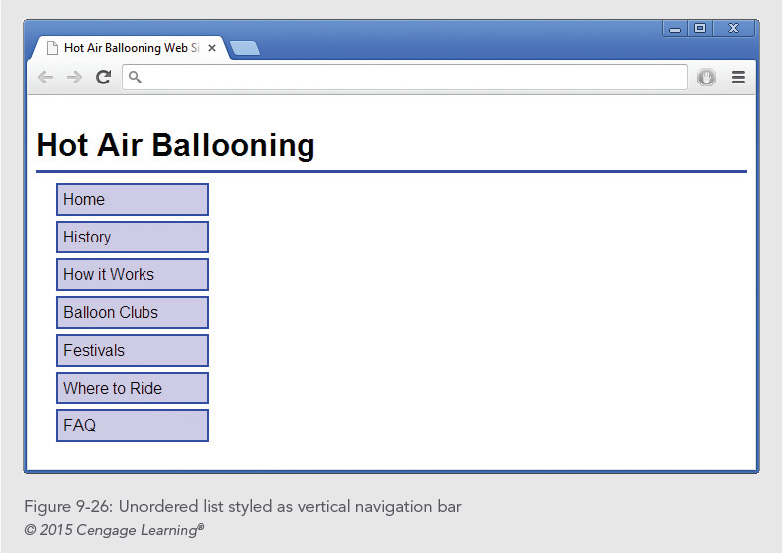 Hot Air Ballooning Web Si
Hot Air Ballooning
Home
History
How it Works
Balloon Clubs
Festivals
Where to Ride
FAQ
Figure 9-26: Unordered list styled as vertical navigation bar
© 2015 Cengage Learning®